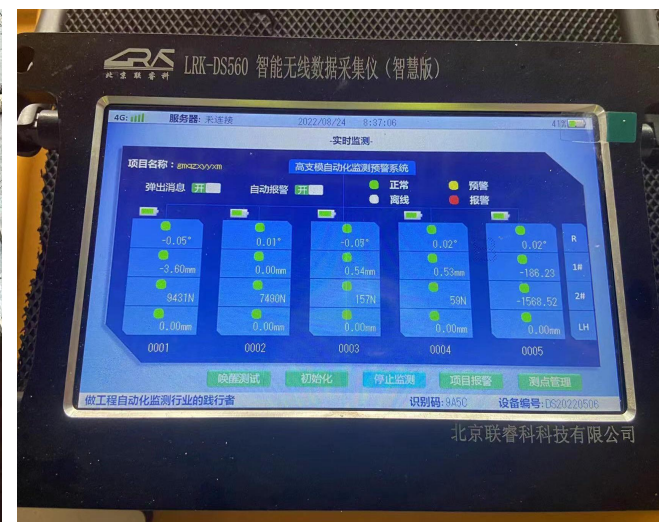 LRK 北京联睿科 LRK-DS560 智能无线数据采集仪（智慧版）
4G: 服务器: 未连接 2022/08/24 8:37:06 41%
-实时监测-
项目名称：gmqzxyyxm 高支模自动化监测预警系统
弹出消息 开 自动报警 开 正常 预警
离线 报警
-0.05° 0.01° -0.09° 0.02° 0.02° R
-3.60mm 0.00mm 0.54mm 0.53mm -186.23 1#
9431N 7490N 157N 59N -1568.52 2#
0.00mm 0.00mm 0.00mm 0.00mm 0.00mm LH
0001 0002 0003 0004 0005
唤醒测试 初始化 停止监测 项目报警 测点管理
做工程自动化监测行业的践行者 识别码:9A5C 设备编号:DS20220506
北京联睿科科技有限公司